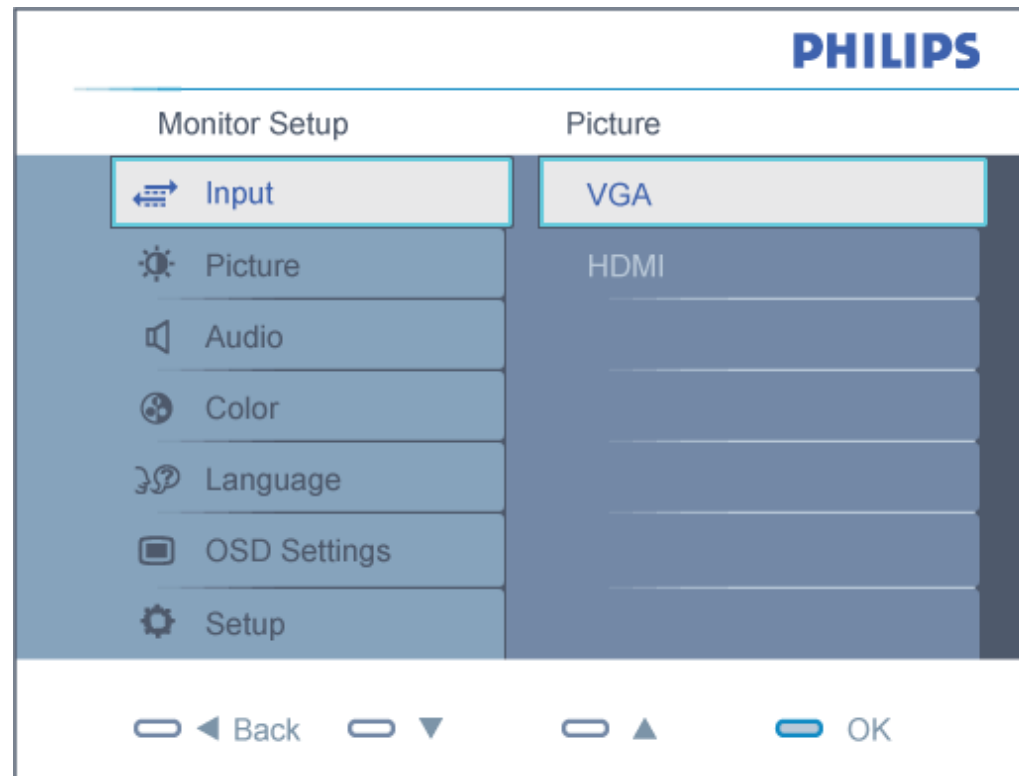 PHILIPS
Monitor Setup Picture
Input VGA
Picture HDMI
Audio
Color
Language
OSD Settings
Setup
Back OK